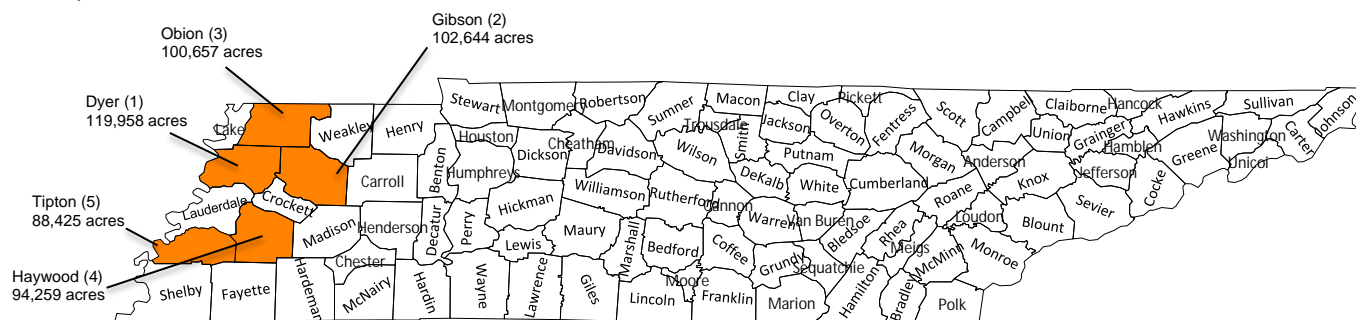 Gibson (2)
102,644 acres
Obion (3)
100,657 acres
Dyer (1)
119,958 acres
Tipton (5)
88,425 acres
Haywood (4)
94,259 acres
Lake
Weakley
Henry
Stewart
Montgomer
Robertson
Sumner
Macon
Clay
Pickett
Scott
Campbel
Claiborne
Hancock
Hawkins
Sullivan
Johnson
Houston
Trousdale
Smith
Jackson
Overton
Fentress
Union
Grainger
Hamblen
Washington
Carter
Unicoi
Greene
Benton
Humphreys
Dickson
Cheatham
Davidson
Wilson
Putnam
Morgan
Anderson
Jefferson
Cocke
Carroll
Crockett
Lauderdale
Madison
Henderson
Decatur
Perry
Hickman
Williamson
Rutherford
Cannon
DeKalb
White
Cumberland
Roane
Knox
Sevier
Loudon
Blount
Lewis
Maury
Marshall
Bedford
Coffee
Warren
Van Buren
Bledsoe
Rhea
Meigs
McMinn
Monroe
Chester
Moore
Grundy
Sequatchie
Hamilton
Bradley
Polk
Shelby
Fayette
Hardeman
McNairy
Hardin
Wayne
Lawrence
Giles
Lincoln
Franklin
Marion